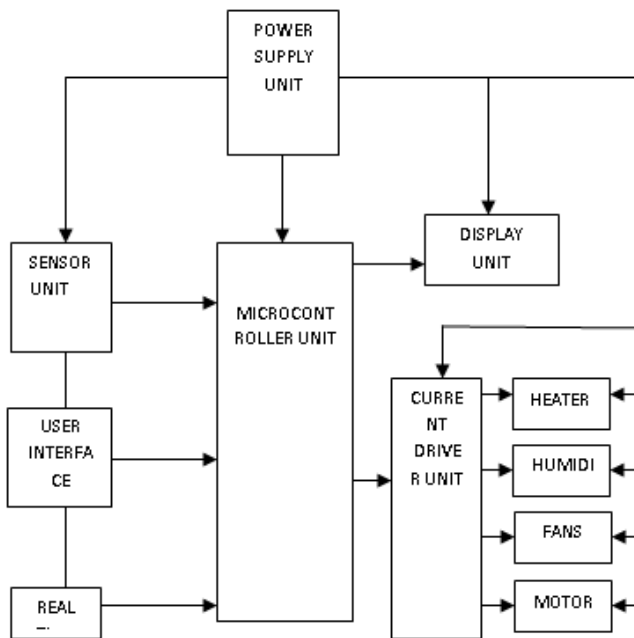 POWER
SUPPLY
UNIT
SENSOR
UNIT
MICROCONT
ROLLER UNIT
DISPLAY
UNIT
USER
INTERFA
CE
CURRE
NT
DRIVE
R UNIT
HEATER
HUMIDI
FANS
MOTOR
REAL